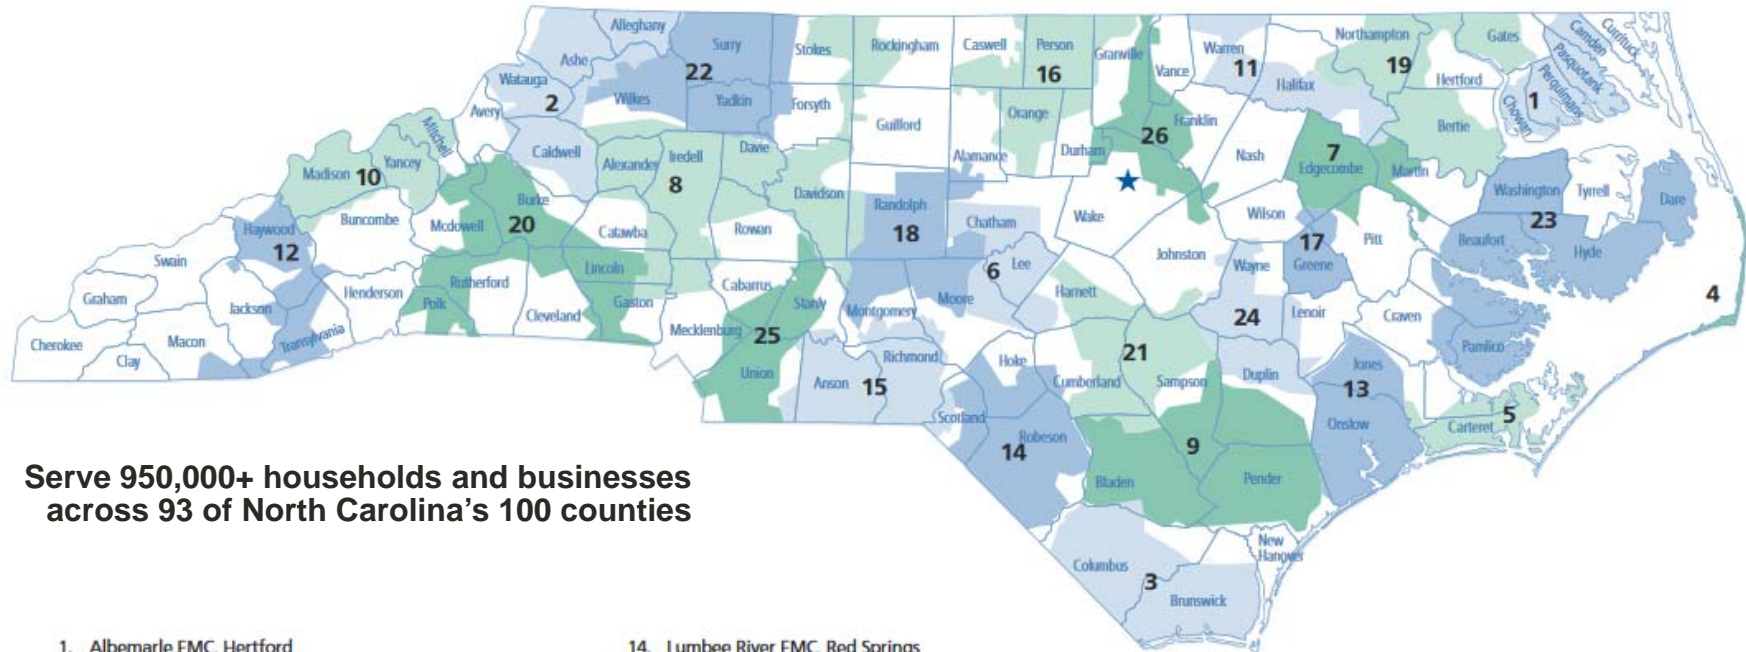 Alleghany
Surry
Stokes
Rockingham
Caswell
Person
Granville
Warren
Northampton
Gates
Camden
Currituck
Pasquotank
Perquimans
Ashe
22
16
Vance
11
19
Hertford
Watauga
2
Wilkes
Yadkin
Forsyth
Halifax
Chowan
1
Avery
Guilford
Orange
Franklin
Bertie
Mitchell
26
Caldwell
Alexander
Iredell
Davie
Alamance
Durham
Nash
7
Edgecombe
Martin
Madison
10
Yancey
8
Davidson
Washington
Tyrrell
Dare
Burke
Randolph
Buncombe
Mcdowell
20
Catawba
Rowan
18
Chatham
Wake
Wilson
23
Haywood
12
17
Pitt
Beaufort
Hyde
Swain
Lincoln
6
Lee
Johnston
Wayne
Greene
Graham
Jackson
Henderson
Polk
Rutherford
Cleveland
Gaston
Cabarrus
Stanly
Montgomery
Moore
Harnett
4
Cherokee
Macon
Clay
Transylvania
Mecklenburg
25
24
Lenoir
Craven
Pamlico
Union
Anson
15
Richmond
Hoke
21
Cumberland
Sampson
Duplin
Jones
13
Scotland
Onslow
Carteret
5
14
Robeson
9
Bladen
Pender
Serve 950,000+ households and businesses
across 93 of North Carolina's 100 counties
New
Hanover
Columbus
3
Brunswick
1. Albemarle EMC, Hertford
14. Lumbee River EMC, Red Springs